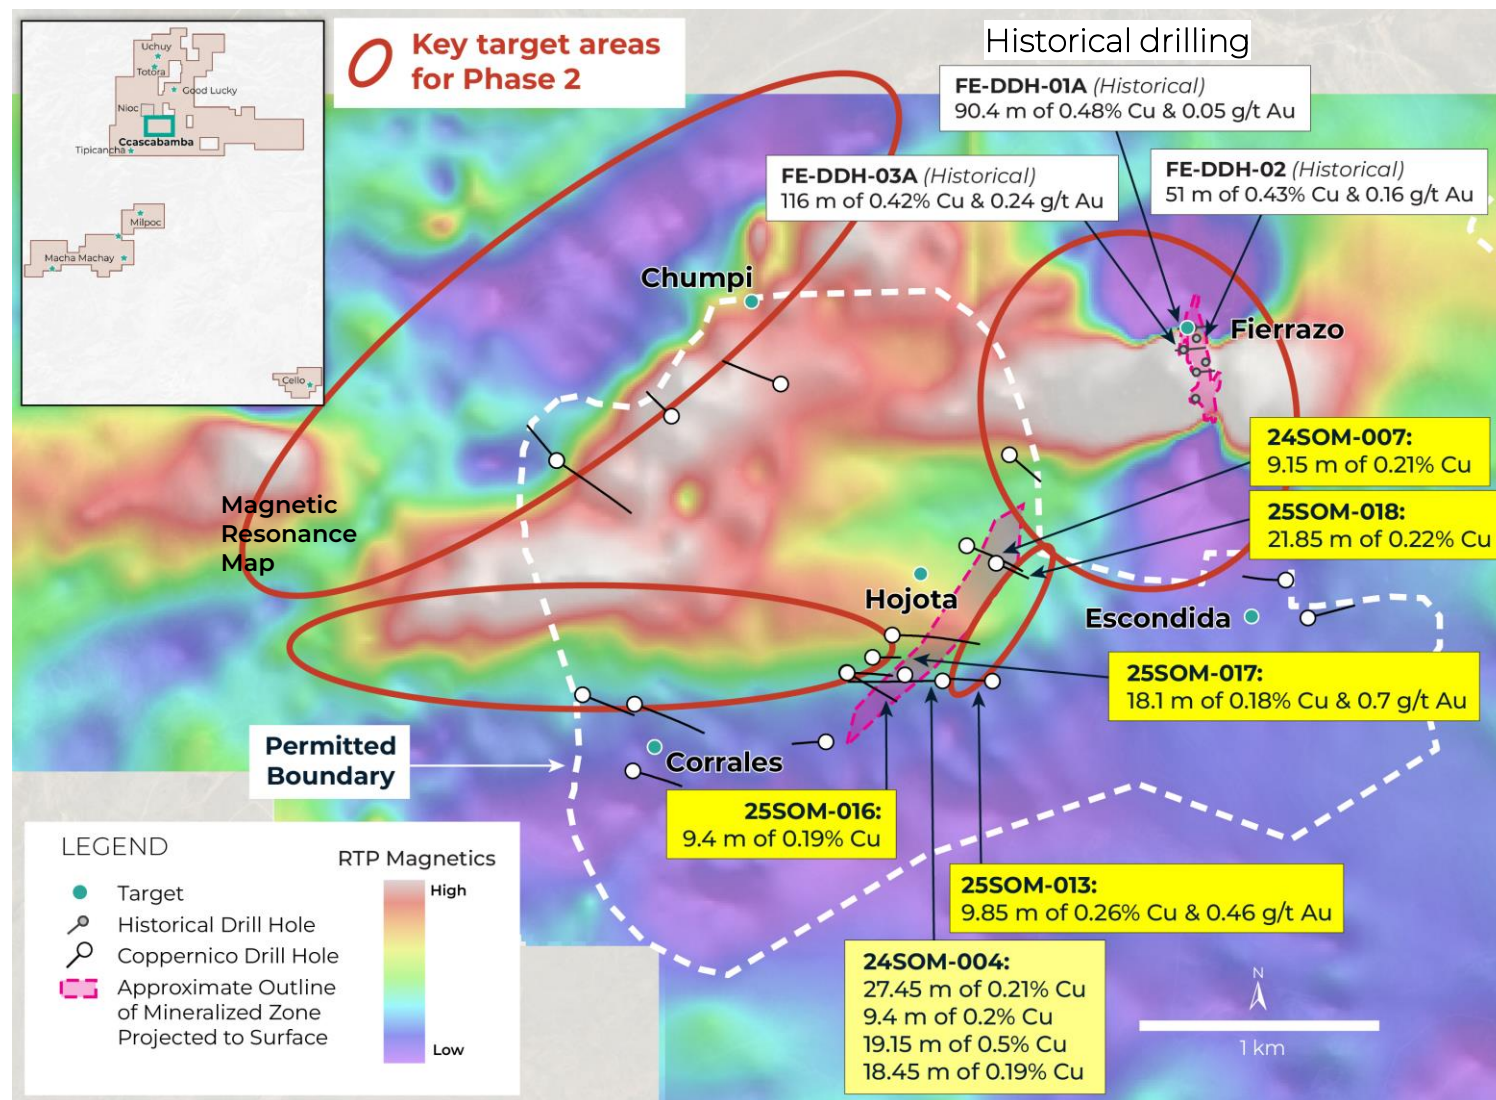 Uchuy
Totora
Good Lucky
Nioc
Ccascabamba
Tipicancha
Milpoc
Macha Machay
Cello
Key target areas
for Phase 2
Historical drilling
FE-DDH-01A (Historical)
90.4 m of 0.48% Cu & 0.05 g/t Au
FE-DDH-03A (Historical)
116 m of 0.42% Cu & 0.24 g/t Au
FE-DDH-02 (Historical)
51 m of 0.43% Cu & 0.16 g/t Au
Chumpi
Fierrazo
24SOM-007:
9.15 m of 0.21% Cu
Magnetic
Resonance
Map
25SOM-018:
21.85 m of 0.22% Cu
Hojota
Escondida
25SOM-017:
18.1 m of 0.18% Cu & 0.7 g/t Au
Permitted
Boundary
Corrales
25SOM-016:
9.4 m of 0.19% Cu
25SOM-013:
9.85 m of 0.26% Cu & 0.46 g/t Au
24SOM-004:
27.45 m of 0.21% Cu
9.4 m of 0.2% Cu
19.15 m of 0.5% Cu
18.45 m of 0.19% Cu
LEGEND
Target
Historical Drill Hole
Coppernico Drill Hole
Approximate Outline
of Mineralized Zone
Projected to Surface
RTP Magnetics
High
Low
N
1 km